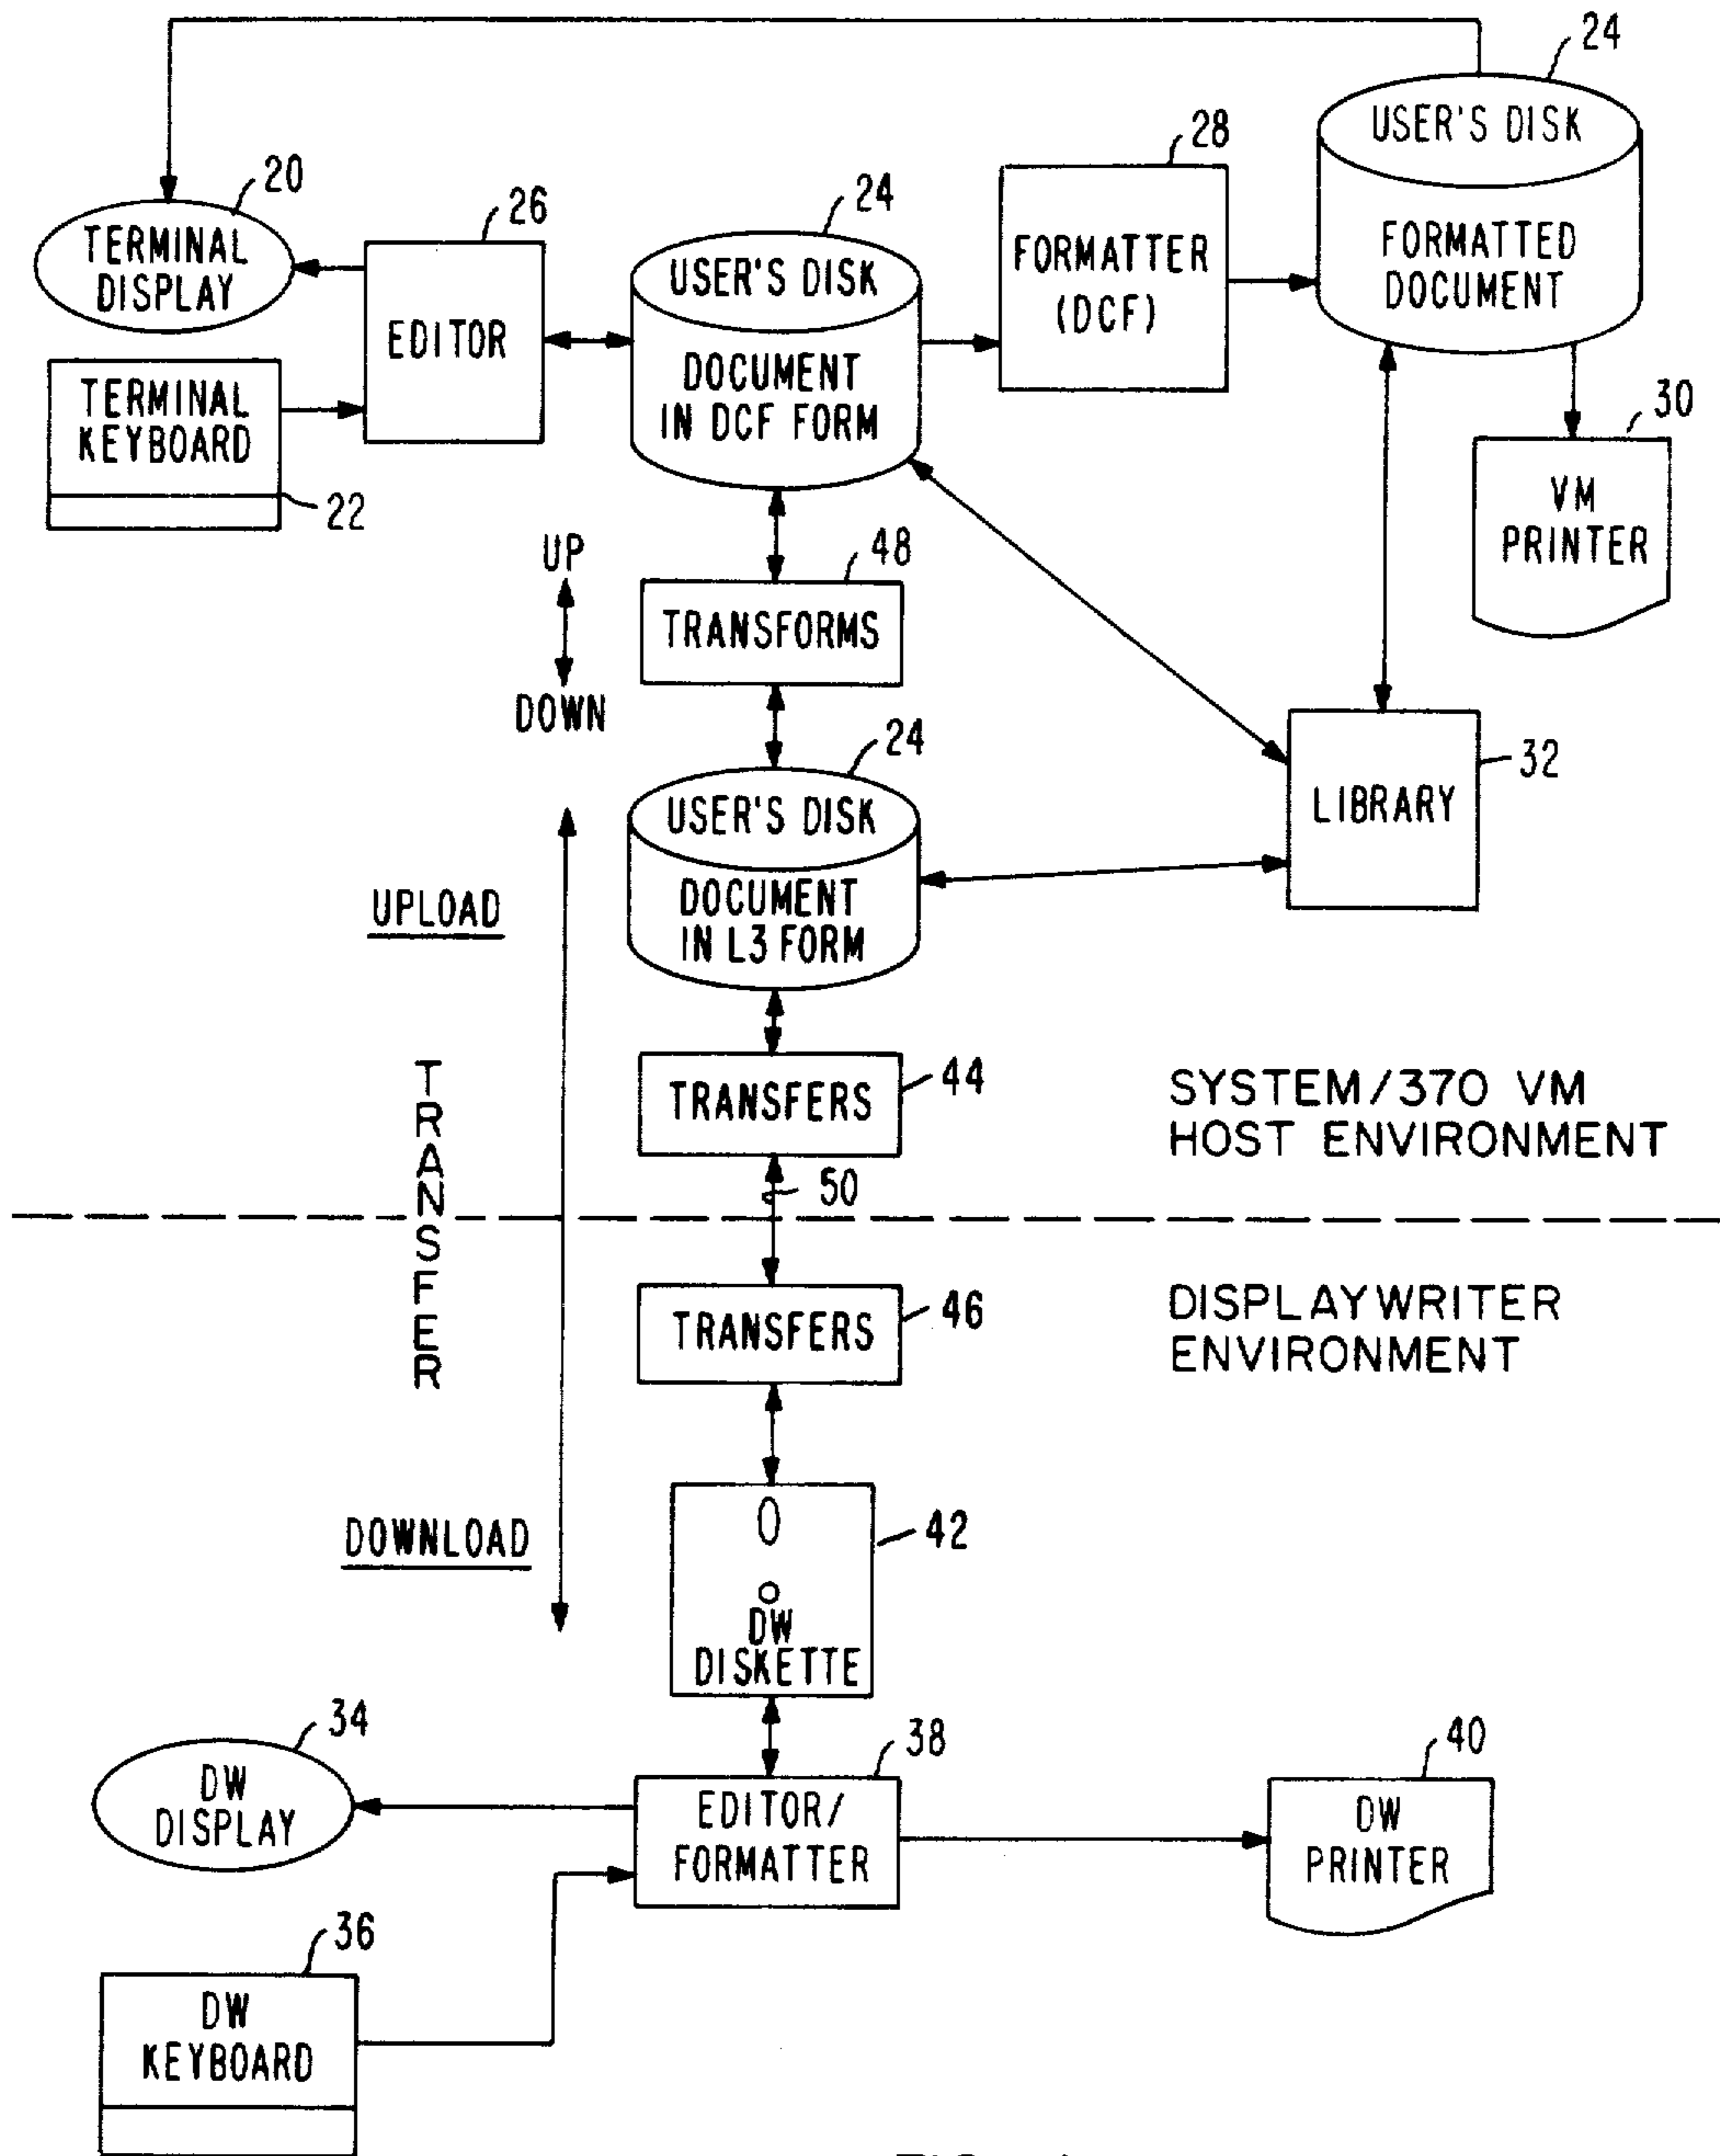 24
USER'S DISK
FORMATTED
DOCUMENT
28
FORMATTER
(DCF)
20
TERMINAL
DISPLAY
26
EDITOR
24
USER'S DISK
DOCUMENT
IN DCF FORM
TERMINAL
KEYBOARD
22
30
VM
PRINTER
UP
DOWN
48
TRANSFORMS
24
USER'S DISK
DOCUMENT
IN L3 FORM
LIBRARY
32
UPLOAD
TRANSFER
TRANSFERS
44
SYSTEM/370 VM
HOST ENVIRONMENT
50
TRANSFERS
46
DISPLAYWRITER
ENVIRONMENT
DOWNLOAD
42
DW
DISKETTE
34
DW
DISPLAY
38
EDITOR/
FORMATTER
40
DW
PRINTER
36
DW
KEYBOARD